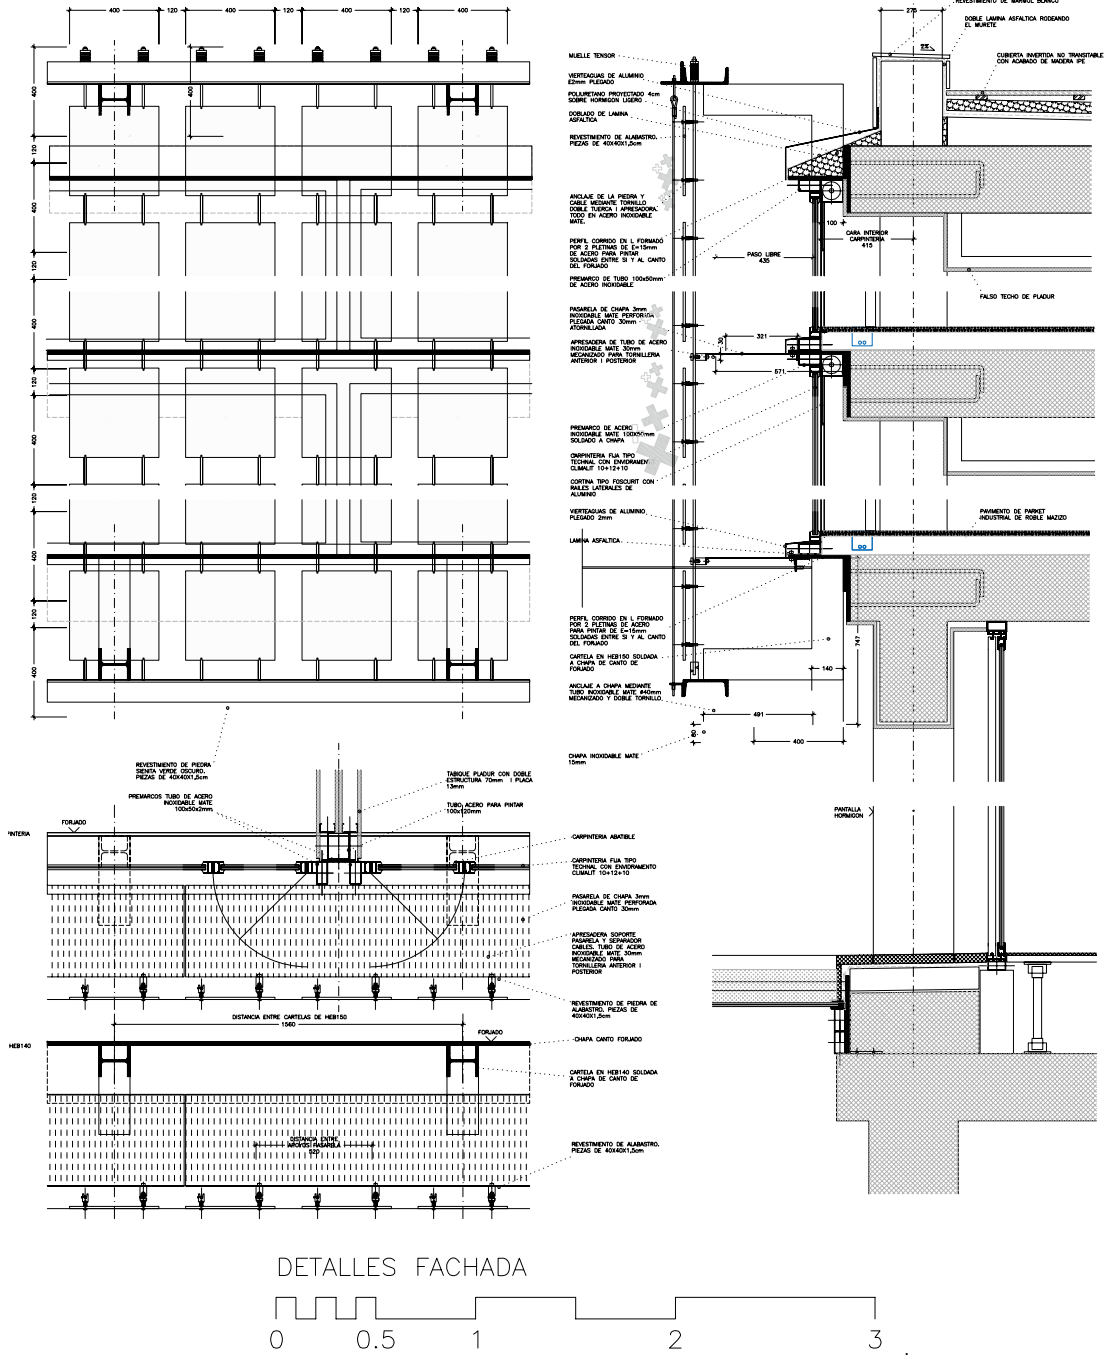 400
120
400
120
400
120
400
400
400
120
400
120
400
120
400
120
400
120
400
MUELLE TENSOR
VIERTEAGUAS DE ALUMINIO
E2mm PLEGADO
POLIURETANO PROYECTADO 4cm
SOBRE HORMIGON LIGERO
DOBLADO DE LAMINA
ASFALTICA
REVESTIMIENTO DE ALABASTRO.
PIEZAS DE 40X40X1,5cm
ANCLAJE DE LA PIEDRA Y
CABLE MEDIANTE TORNILLO
DOBLE TUERCA I APRESADORA.
TODO EN ACERO INOXIDABLE
MATE.
PERFIL CORRIDO EN L FORMADO
POR 2 PLETINAS DE E=15mm
DE ACERO PARA PINTAR
SOLDADAS ENTRE SI Y AL CANTO
DEL FORJADO
PREMARCO DE TUBO 100x50mm
DE ACERO INOXIDABLE
PASARELA DE CHAPA 3mm
INOXIDABLE MATE PERFORADA
PLEGADA CANTO 30mm
ATORNILLADA
APRESADERA DE TUBO DE ACERO
INOXIDABLE MATE 30mm
MECANIZADO PARA TORNILLERIA
ANTERIOR I POSTERIOR
PREMARCO DE ACERO
INOXIDABLE MATE 100X50mm
SOLDADO A CHAPA
CARPINTERIA FIJA TIPO
TECHNAL CON ENVIDRAMENT
CLIMALIT 10+12+10
CORTINA TIPO FOSCURIT CON
RAILES LATERALES DE
ALUMINIO
VIERTEAGUAS DE ALUMINIO
PLEGADO 2mm
LAMINA ASFALTICA
PERFIL CORRIDO EN L FORMADO
POR 2 PLETINAS DE ACERO
PARA PINTAR DE E=15mm
SOLDADAS ENTRE SI Y AL CANTO
DEL FORJADO
CARTELA EN HEB150 SOLDADA
A CHAPA DE CANTO DE
FORJADO
ANCLAJE A CHAPA MEDIANTE
TUBO INOXIDABLE MATE ø40mm
MECANIZADO Y DOBLE TORNILLO.
CHAPA INOXIDABLE MATE
15mm
REVESTIMIENTO DE MARMOL BLANCO
DOBLE LAMINA ASFALTICA RODEANDO
EL MURETE
CUBIERTA INVERTIDA NO TRANSITABLE
CON ACABADO DE MADERA IPE
275
2%
100
CARA INTERIOR
CARPINTERIA
415
PASO LIBRE
435
FALSO TECHO DE PLADUR
321
30
571
PAVIMENTO DE PARKET
INDUSTRIAL DE ROBLE MAZIZO
747
140
491
80
400
PANTALLA
HORMIGON
REVESTIMIENTO DE PIEDRA
SIENITA VERDE OSCURO.
PIEZAS DE 40X40X1,5cm
PREMARCOS TUBO DE ACERO
INOXIDABLE MATE
100x50x2mm
TABIQUE PLADUR CON DOBLE
ESTRUCTURA 70mm I PLACA
13mm
TUBO ACERO PARA PINTAR
100x120mm
PINTERIA
FORJADO
CARPINTERIA ABATIBLE
CARPINTERIA FIJA TIPO
TECHNAL CON ENVIDRAMENTO
CLIMALIT 10+12+10
PASARELA DE CHAPA 3mm
INOXIDABLE MATE PERFORADA
PLEGADA CANTO 30mm
APRESADERA SOPORTE
PASARELA Y SEPARADOR
CABLES. TUBO DE ACERO
INOXIDABLE MATE 30mm
MECANIZADO PARA
TORNILLERIA ANTERIOR I
POSTERIOR
REVESTIMIENTO DE PIEDRA DE
ALABASTRO. PIEZAS DE
40X40X1,5cm
DISTANCIA ENTRE CARTELAS DE HEB150
1560
HEB140
FORJADO
CHAPA CANTO FORJADO
CARTELA EN HEB140 SOLDADA
A CHAPA DE CANTO DE
FORJADO
DISTANCIA ENTRE
APOYOS PASARELA
520
REVESTIMIENTO DE ALABASTRO.
PIEZAS DE 40X40X1,5cm
DETALLES FACHADA
0 0.5 1 2 3